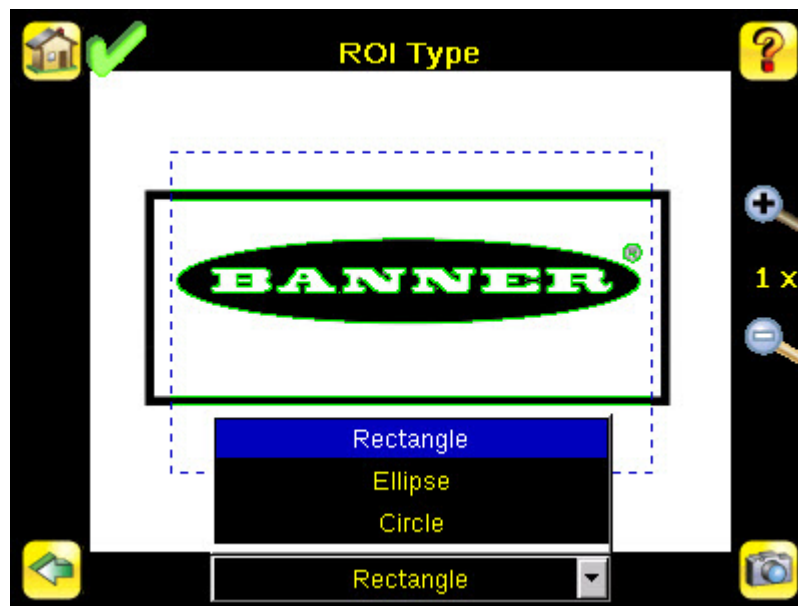 ROI Type
BANNER®
1 x
Rectangle
Ellipse
Circle
Rectangle